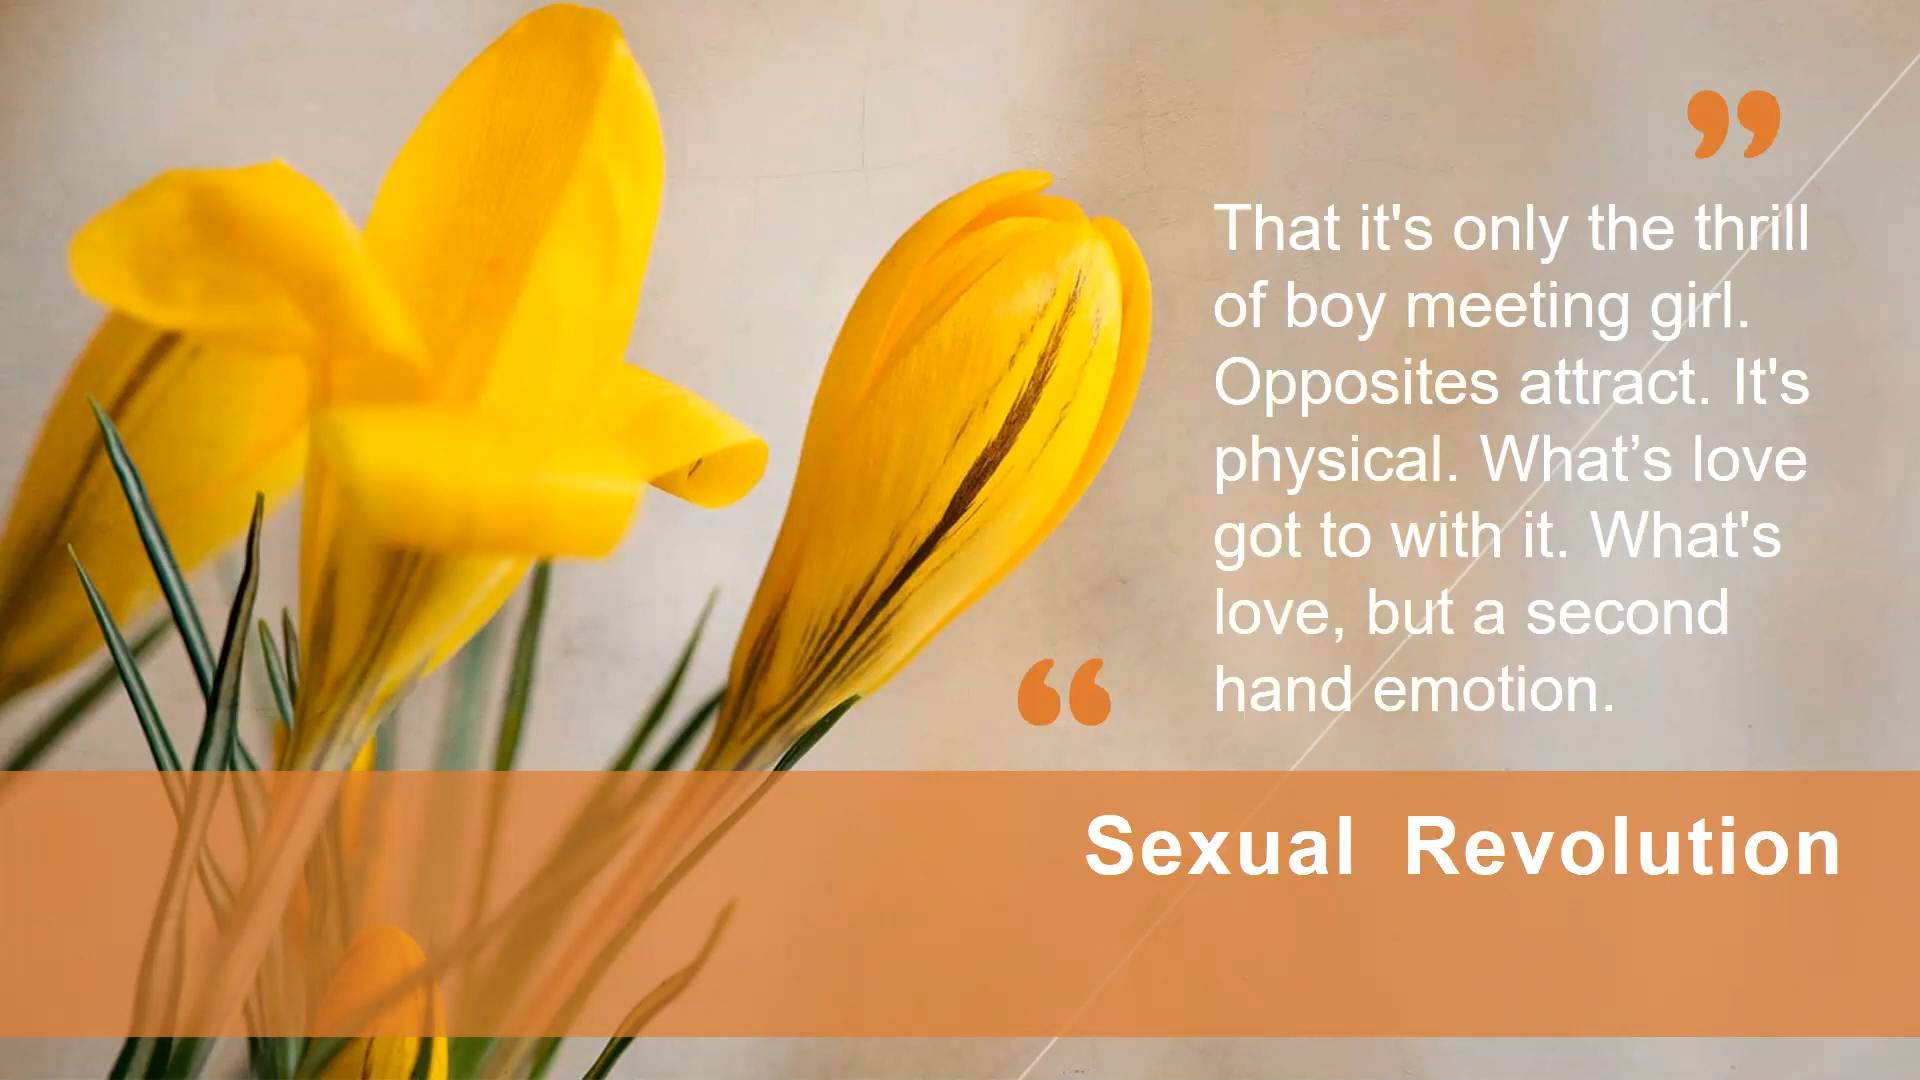 ”
That it's only the thrill
of boy meeting girl.
Opposites attract. It's
physical. What’s love
got to with it. What's
love, but a second
hand emotion.
“
Sexual Revolution